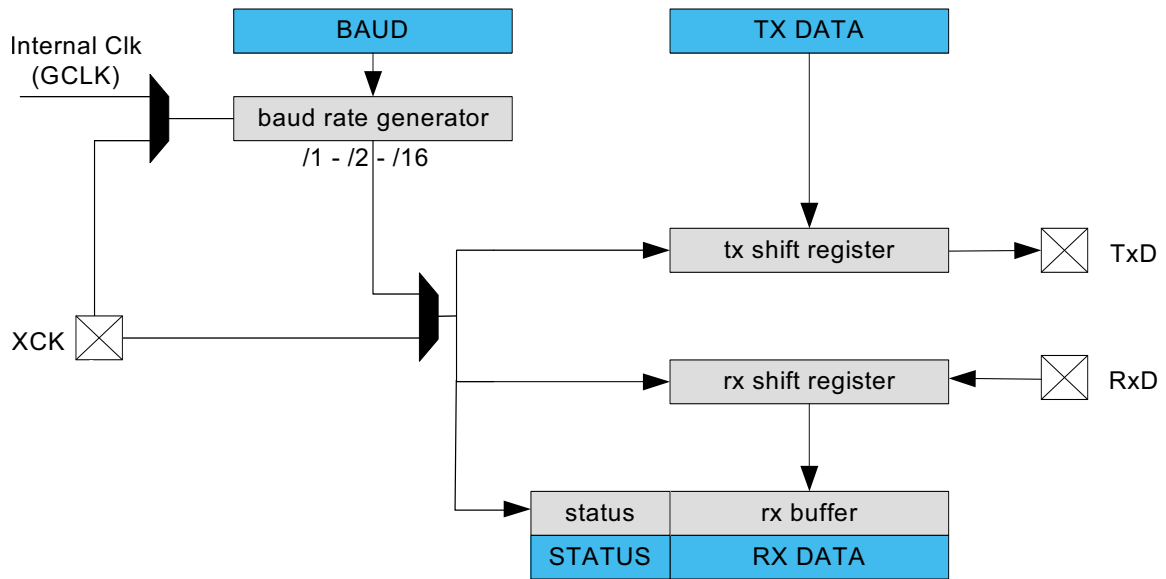 BAUD
TX DATA
Internal Clk
(GCLK)
baud rate generator
/1 - /2 - /16
tx shift register
TxD
XCK
rx shift register
RxD
status
rx buffer
STATUS
RX DATA